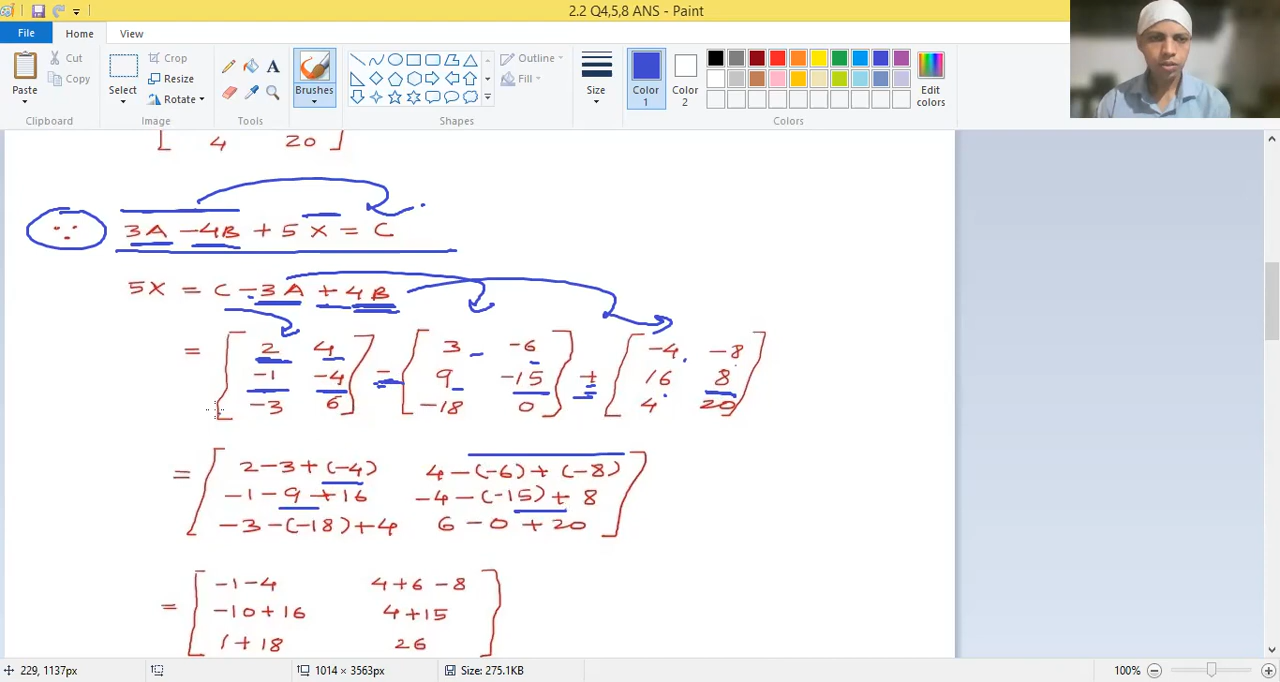 2.2 Q4,5,8 ANS - Paint
File Home View
Paste Cut Copy Select Crop Resize Rotate A Brushes Outline Fill Size Color 1 Color 2 Edit colors
Clipboard Image Tools Shapes Colors
4 20
∵ 3A -4B + 5 X = C
5X = C -3A + 4B
= [ 2 4 ] - [ 3 -6 ] + [ -4 -8 ]
-1 -4 9 -15 16 8
-3 6 -18 0 4 20
= [ 2-3+(-4) 4-(-6)+(-8) ]
-1-9+16 -4-(-15)+8
-3-(-18)+4 6-0+20
= [ -1-4 4+6-8 ]
-10+16 4+15
1+18 26
229, 1137px 1014 × 3563px Size: 275.1KB 100%